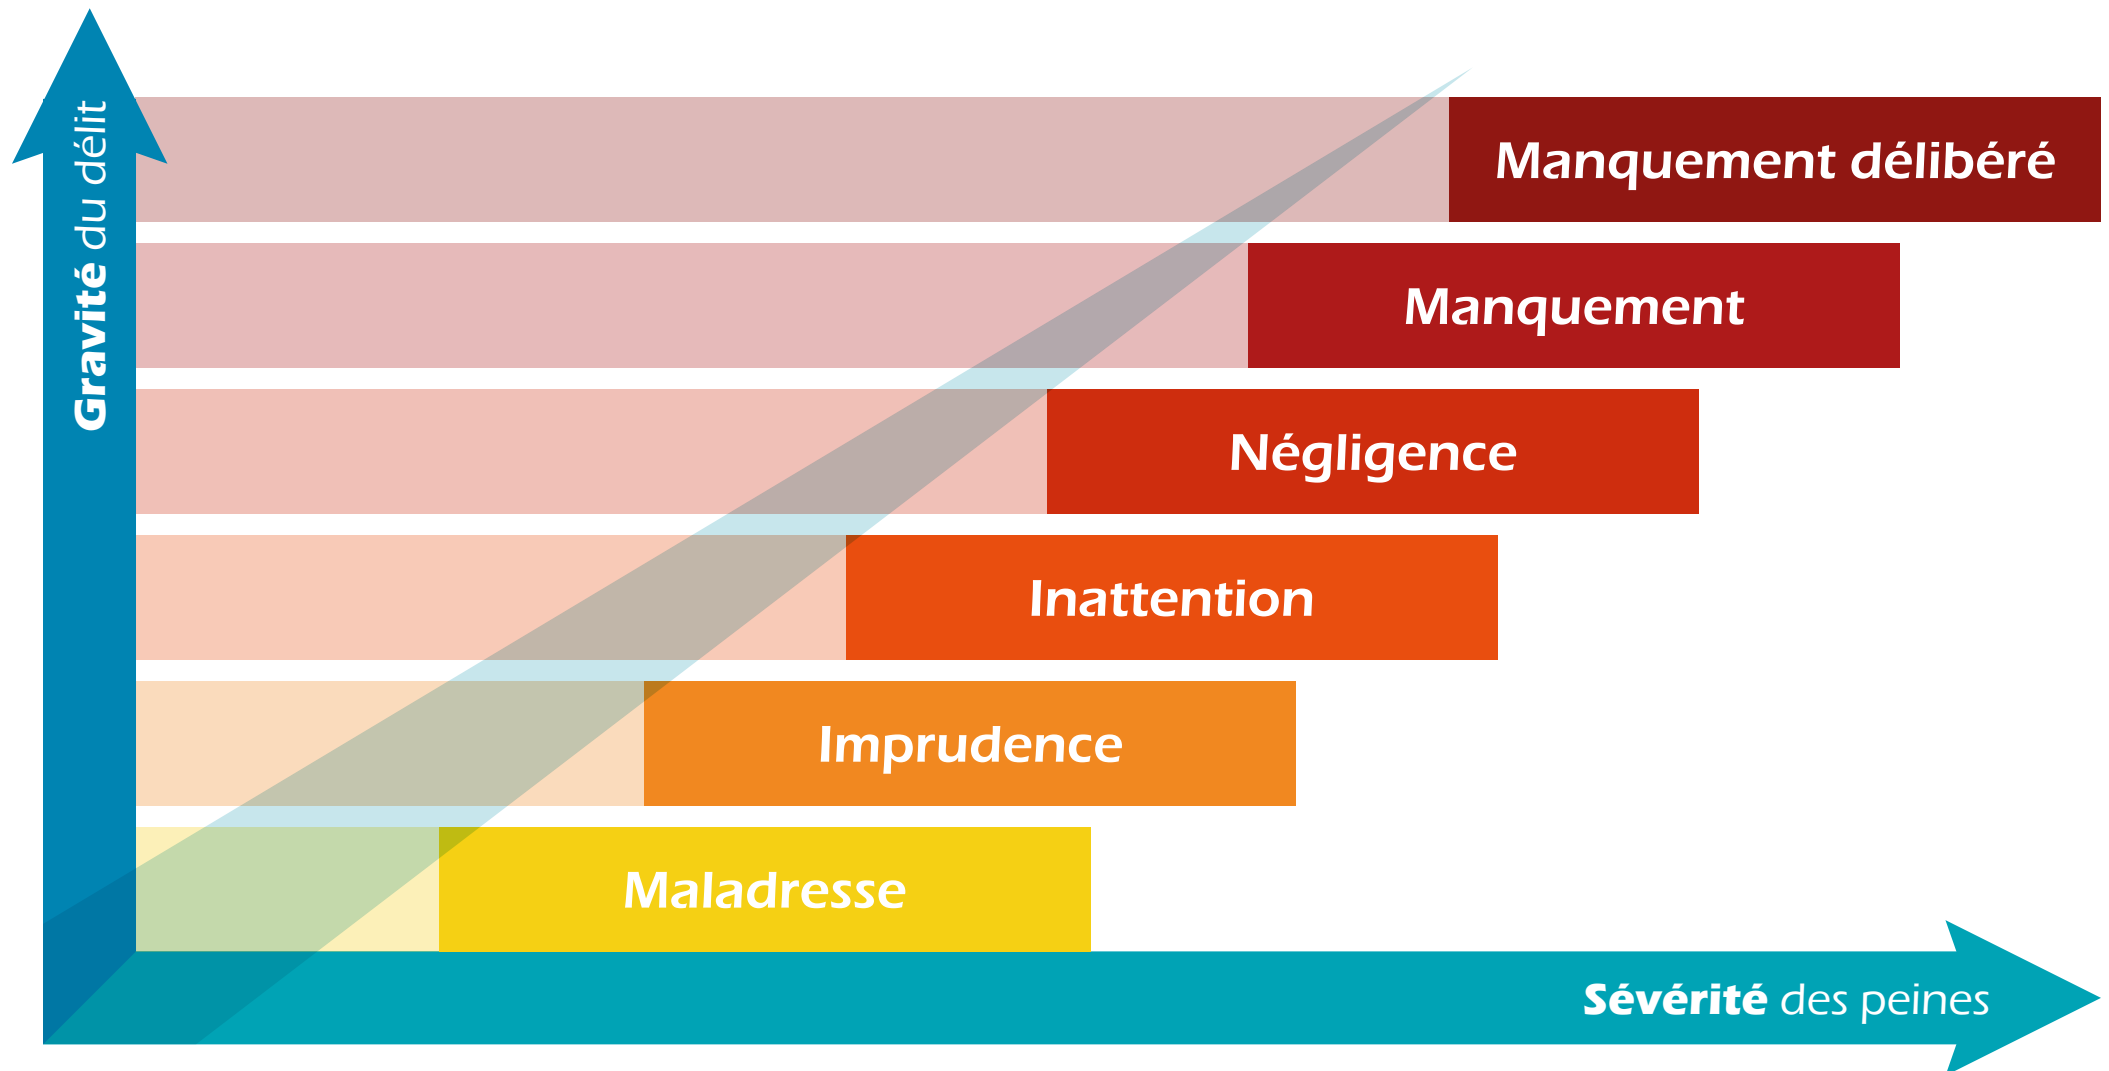 Gravité du délit
Manquement délibéré
Manquement
Négligence
Inattention
Imprudence
Maladresse
Sévérité des peines